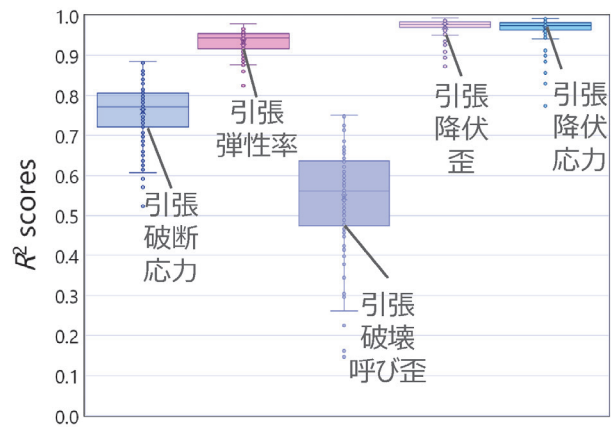 1.0
0.9
0.8
0.7
0.6
0.5
0.4
0.3
0.2
0.1
0.0
R² scores
引張
破断
応力
引張
弾性率
引張
破壊
呼び歪
引張
降伏
歪
引張
降伏
応力